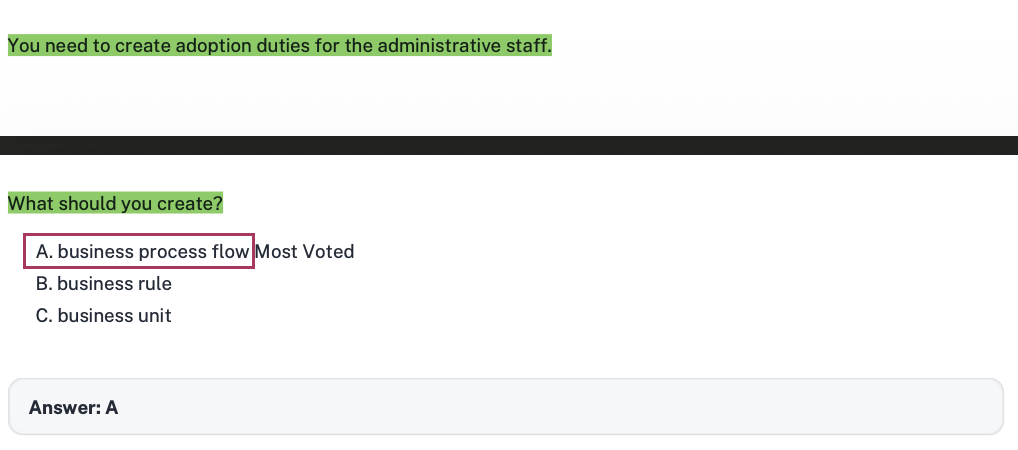 You need to create adoption duties for the administrative staff.
What should you create?
A. business process flow Most Voted
B. business rule
C. business unit
Answer: A